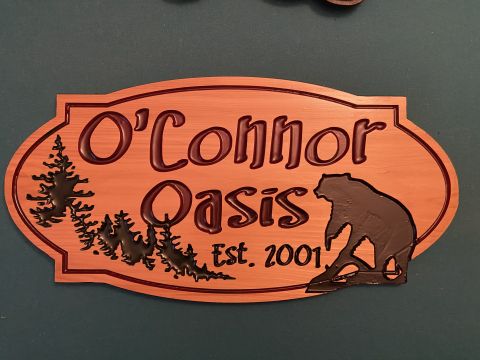 O'Connor
Oasis
Est. 2001